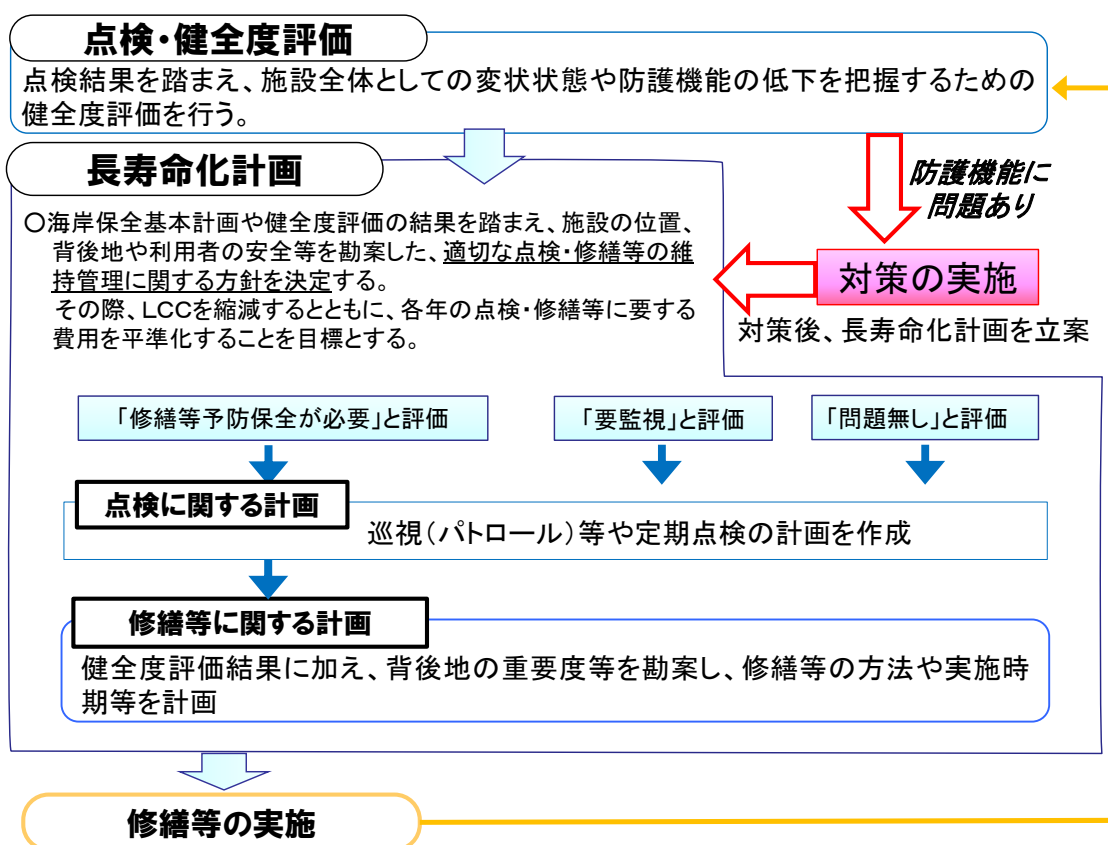 点検・健全度評価
点検結果を踏まえ、施設全体としての変状状態や防護機能の低下を把握するための
健全度評価を行う。
防護機能に
問題あり
対策の実施
対策後、長寿命化計画を立案
長寿命化計画
○海岸保全基本計画や健全度評価の結果を踏まえ、施設の位置、
背後地や利用者の安全等を勘案した、適切な点検・修繕等の維
持管理に関する方針を決定する。
その際、LCCを縮減するとともに、各年の点検・修繕等に要する
費用を平準化することを目標とする。
「修繕等予防保全が必要」と評価
「要監視」と評価
「問題無し」と評価
点検に関する計画
巡視(パトロール)等や定期点検の計画を作成
修繕等に関する計画
健全度評価結果に加え、背後地の重要度等を勘案し、修繕等の方法や実施時
期等を計画
修繕等の実施